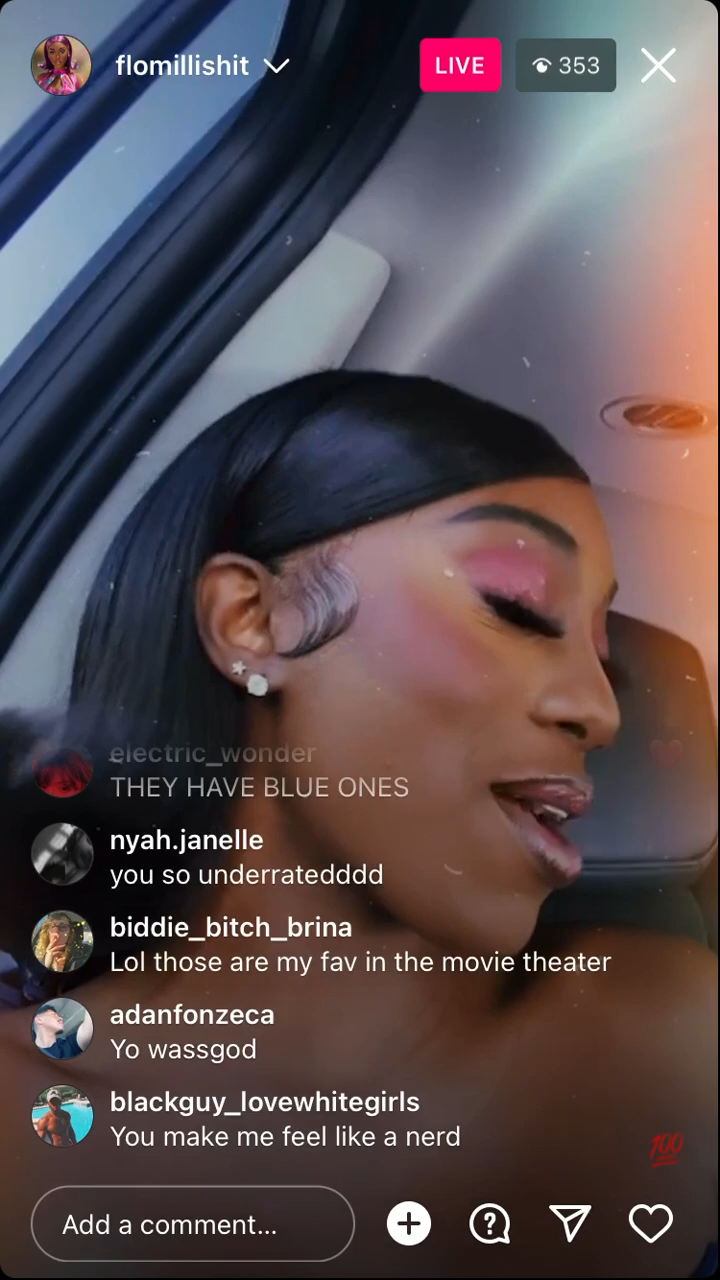 flomillishit
LIVE
353
electric_wonder
THEY HAVE BLUE ONES
nyah.janelle
you so underratedddd
biddie_bitch_brina
Lol those are my fav in the movie theater
adanfonzeca
Yo wassgod
blackguy_lovewhitegirls
You make me feel like a nerd
💯
Add a comment...